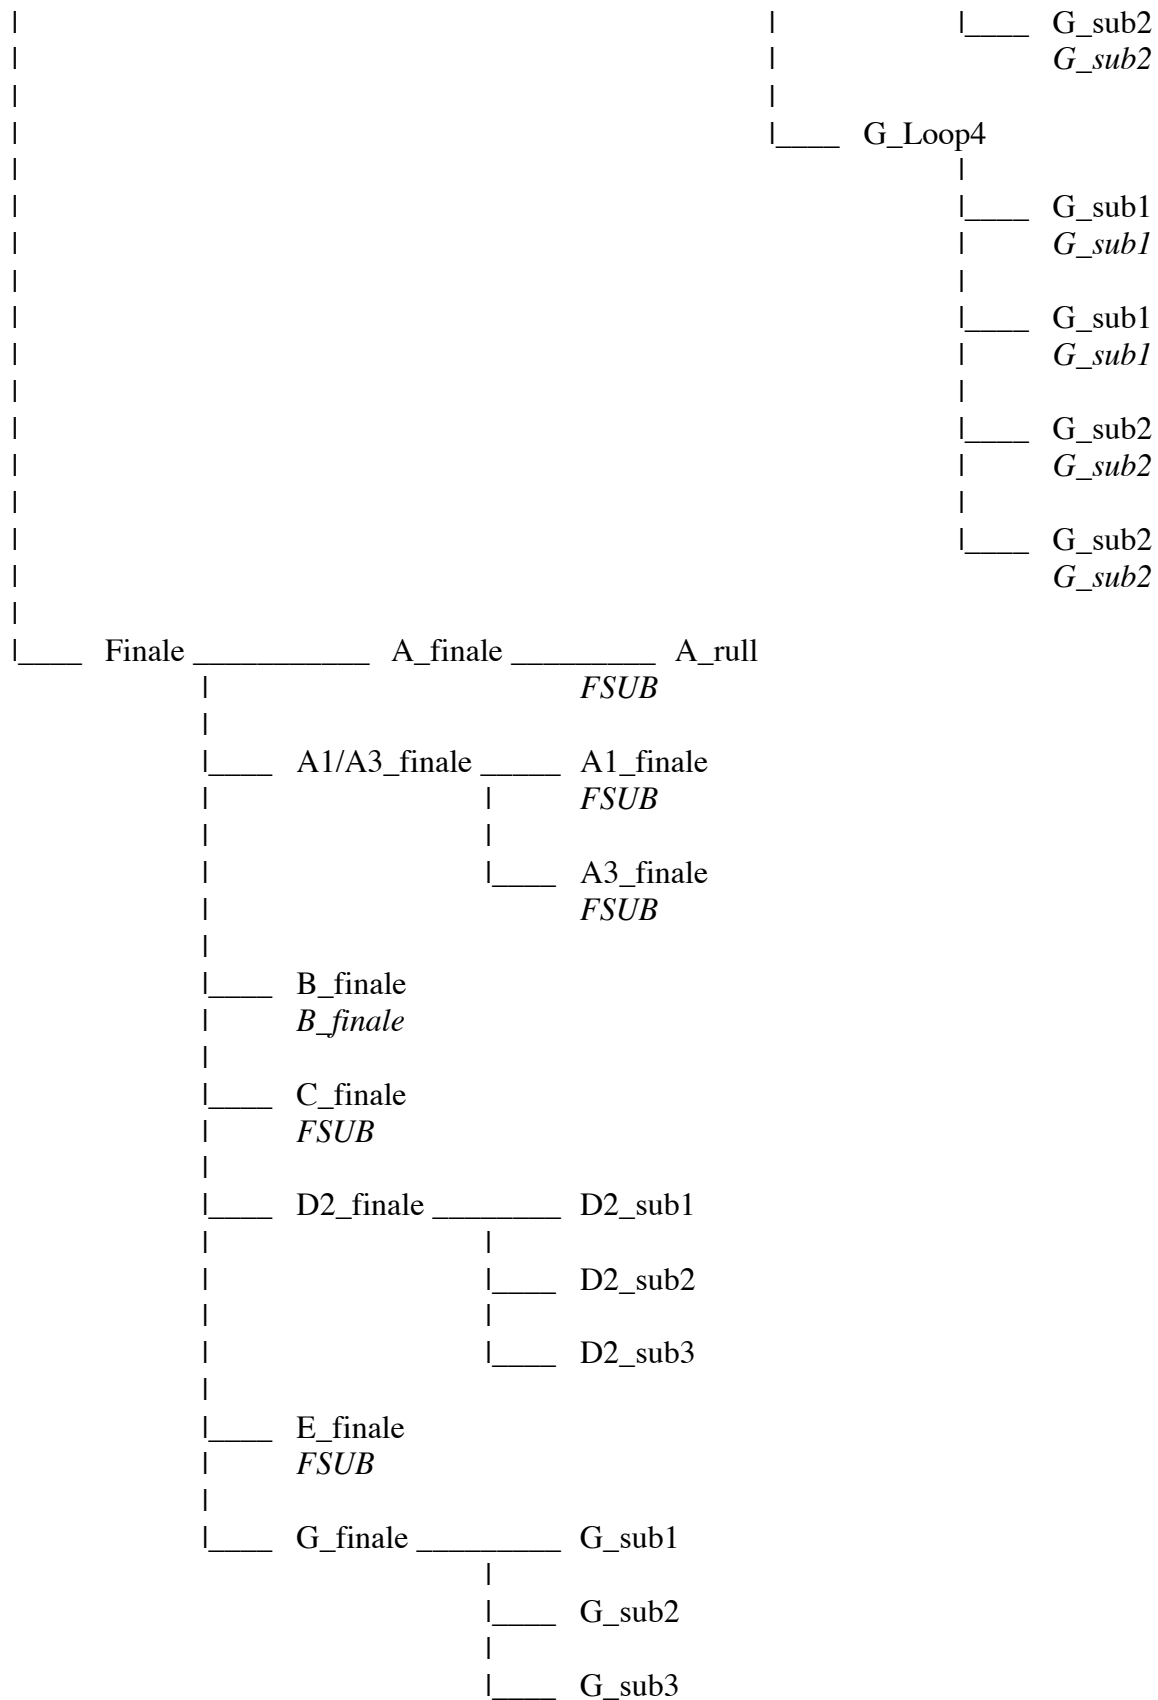 G_sub2
G_sub2
G_Loop4
G_sub1
G_sub1
G_sub1
G_sub1
G_sub2
G_sub2
G_sub2
G_sub2
Finale A_finale A_rull
FSUB
A1/A3_finale A1_finale
FSUB
A3_finale
FSUB
B_finale
B_finale
C_finale
FSUB
D2_finale D2_sub1
D2_sub2
D2_sub3
E_finale
FSUB
G_finale G_sub1
G_sub2
G_sub3